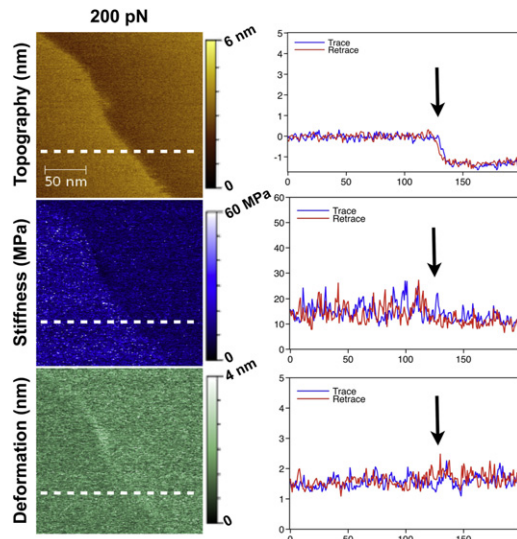 200 pN
Topography (nm)
50 nm
6 nm
0
Trace
Retrace
5
4
3
2
1
0
-1
0
50
100
150
Stiffness (MPa)
60 MPa
0
Trace
Retrace
60
50
40
30
20
10
0
0
50
100
150
Deformation (nm)
4 nm
0
Trace
Retrace
5
4
3
2
1
0
0
50
100
150